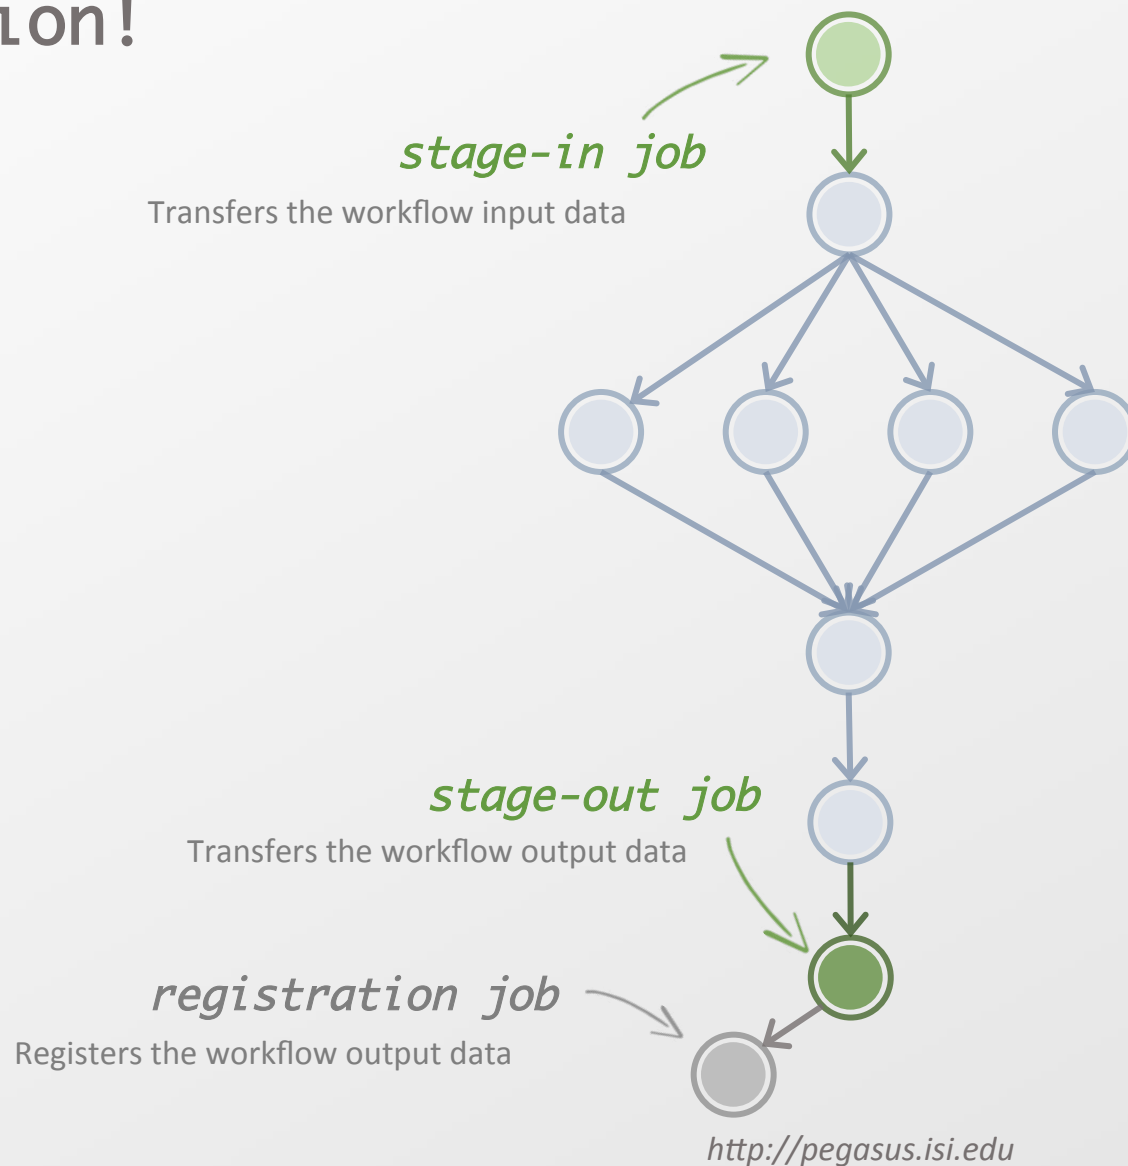 ion!
stage-in job
Transfers the workflow input data
stage-out job
Transfers the workflow output data
registration job
Registers the workflow output data
http://pegasus.isi.edu